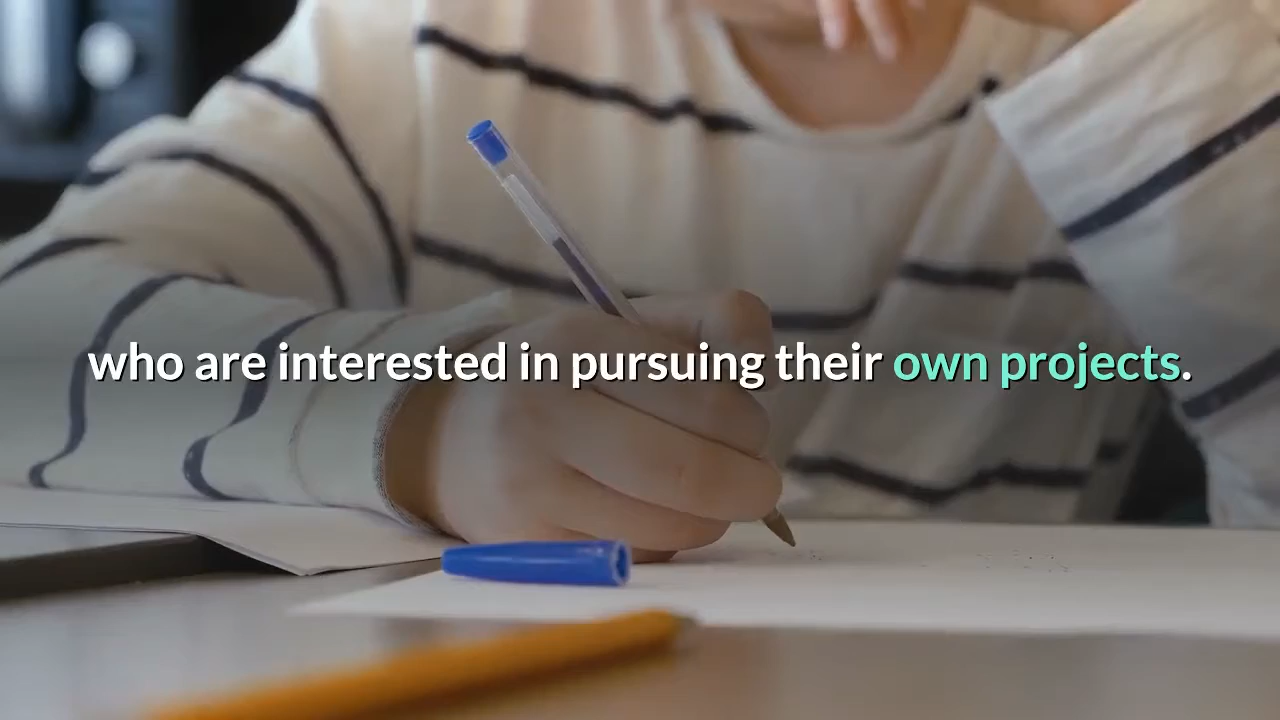 who are interested in pursuing their own projects.